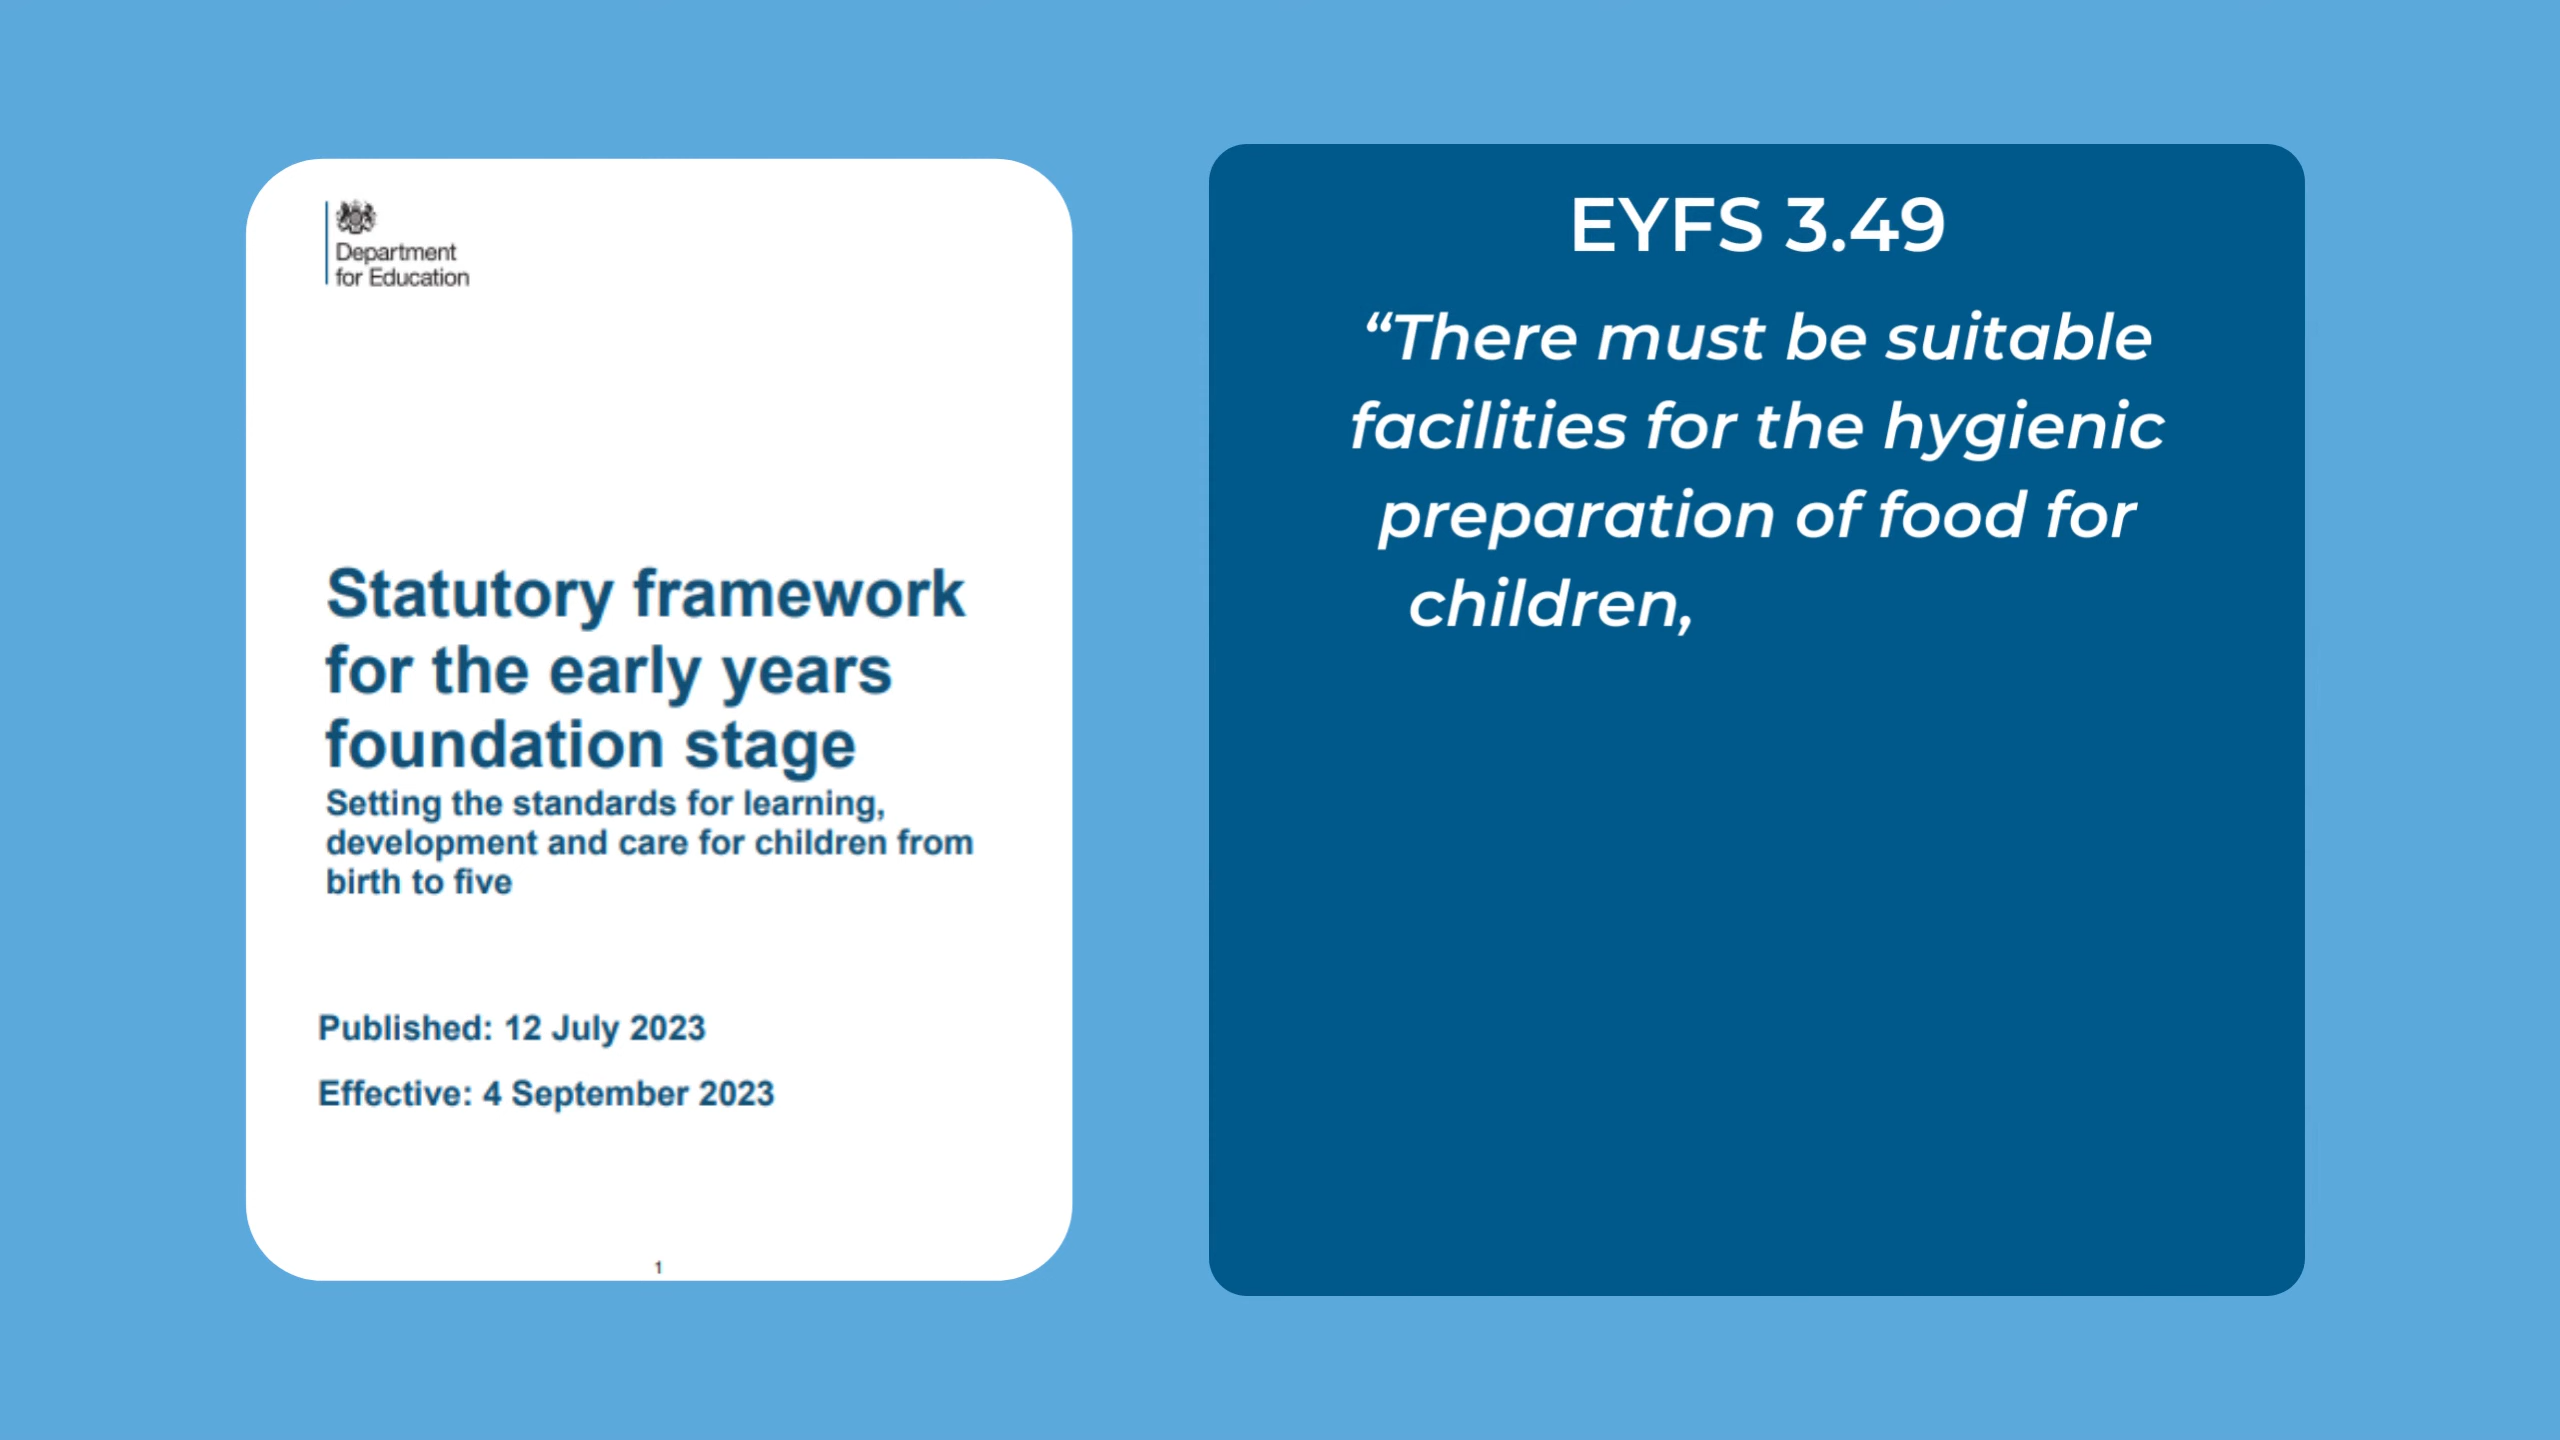 Department
for Education
Statutory framework
for the early years
foundation stage
Setting the standards for learning,
development and care for children from
birth to five
Published: 12 July 2023
Effective: 4 September 2023
1
EYFS 3.49
“There must be suitable
facilities for the hygienic
preparation of food for
children,